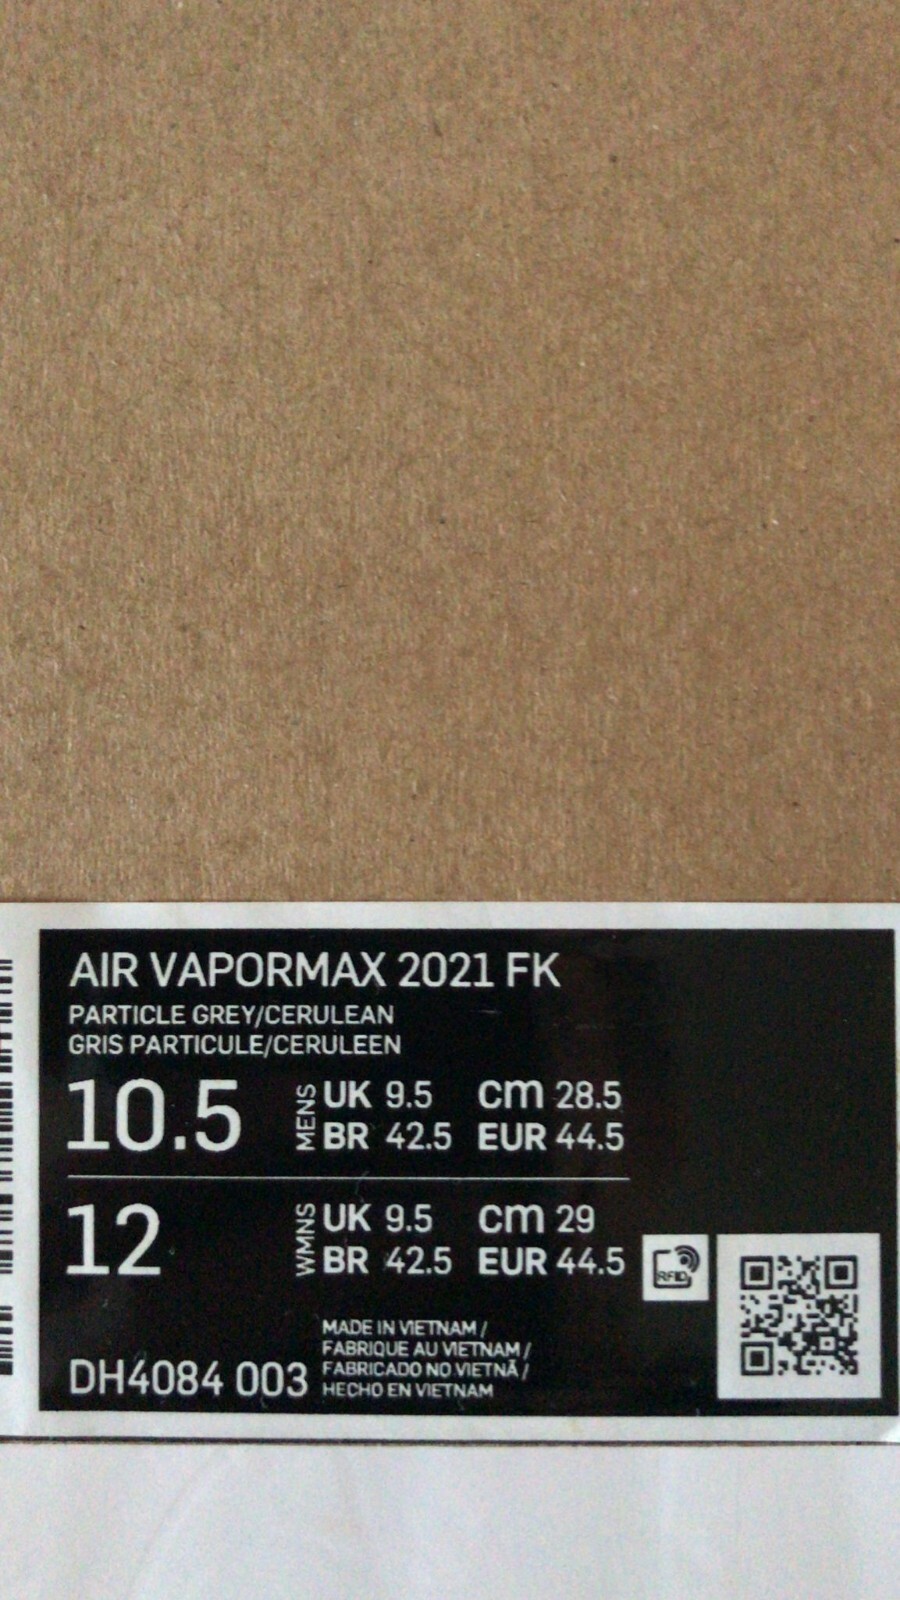 AIR VAPORMAX 2021 FK
PARTICLE GREY/CERULEAN
GRIS PARTICULE/CERULEEN
10.5 MENS UK 9.5 cm 28.5
BR 42.5 EUR 44.5
12 WMNS UK 9.5 cm 29
BR 42.5 EUR 44.5
RFID
MADE IN VIETNAM /
FABRIQUE AU VIETNAM /
FABRICADO NO VIETNÃ /
HECHO EN VIETNAM
DH4084 003